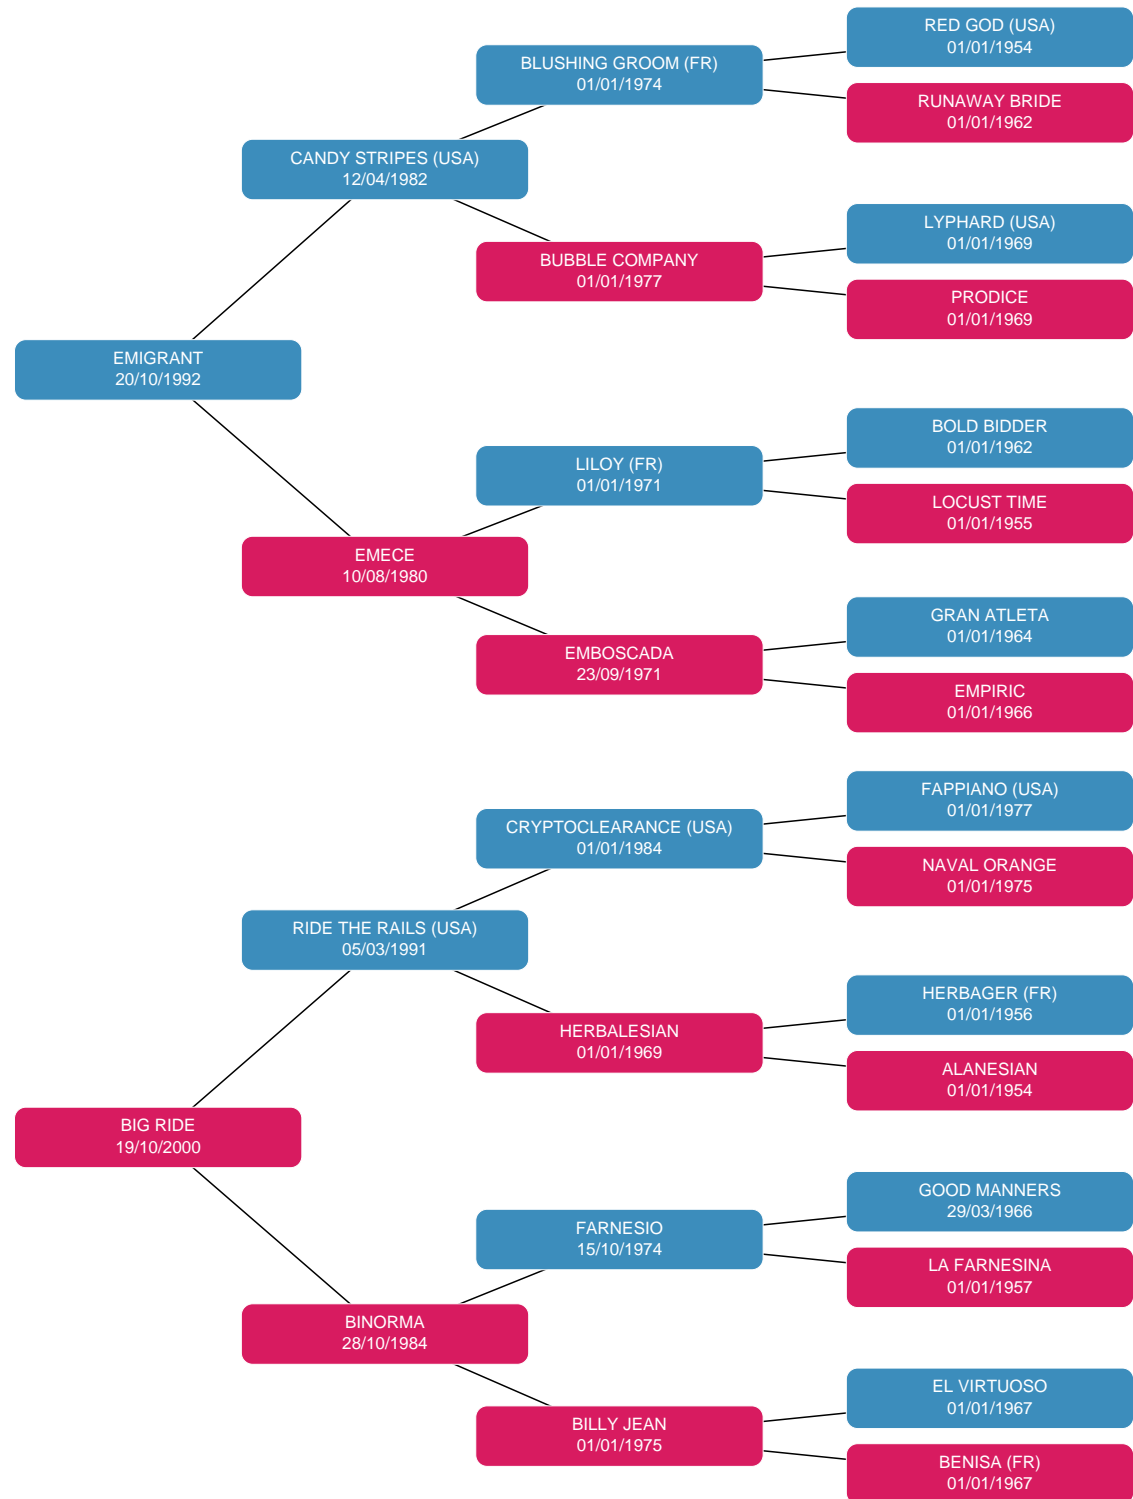 RED GOD (USA)
01/01/1954
BLUSHING GROOM (FR)
01/01/1974
RUNAWAY BRIDE
01/01/1962
CANDY STRIPES (USA)
12/04/1982
LYPHARD (USA)
01/01/1969
BUBBLE COMPANY
01/01/1977
PRODICE
01/01/1969
EMIGRANT
20/10/1992
BOLD BIDDER
01/01/1962
LILOY (FR)
01/01/1971
LOCUST TIME
01/01/1955
EMECE
10/08/1980
GRAN ATLETA
01/01/1964
EMBOSCADA
23/09/1971
EMPIRIC
01/01/1966
FAPPIANO (USA)
01/01/1977
CRYPTOCLEARANCE (USA)
01/01/1984
NAVAL ORANGE
01/01/1975
RIDE THE RAILS (USA)
05/03/1991
HERBAGER (FR)
01/01/1956
HERBALESIAN
01/01/1969
ALANESIAN
01/01/1954
BIG RIDE
19/10/2000
GOOD MANNERS
29/03/1966
FARNESIO
15/10/1974
LA FARNESINA
01/01/1957
BINORMA
28/10/1984
EL VIRTUOSO
01/01/1967
BILLY JEAN
01/01/1975
BENISA (FR)
01/01/1967